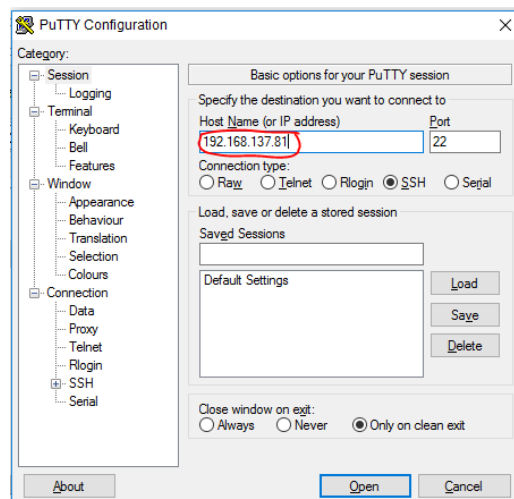 PuTTY Configuration
Category:
Session
Logging
Terminal
Keyboard
Bell
Features
Window
Appearance
Behaviour
Translation
Selection
Colours
Connection
Data
Proxy
Telnet
Rlogin
SSH
Serial
Basic options for your PuTTY session
Specify the destination you want to connect to
Host Name (or IP address) Port
192.168.137.81 22
Connection type:
Raw Telnet Rlogin SSH Serial
Load, save or delete a stored session
Saved Sessions
Default Settings
Load
Save
Delete
Close window on exit:
Always Never Only on clean exit
About Open Cancel